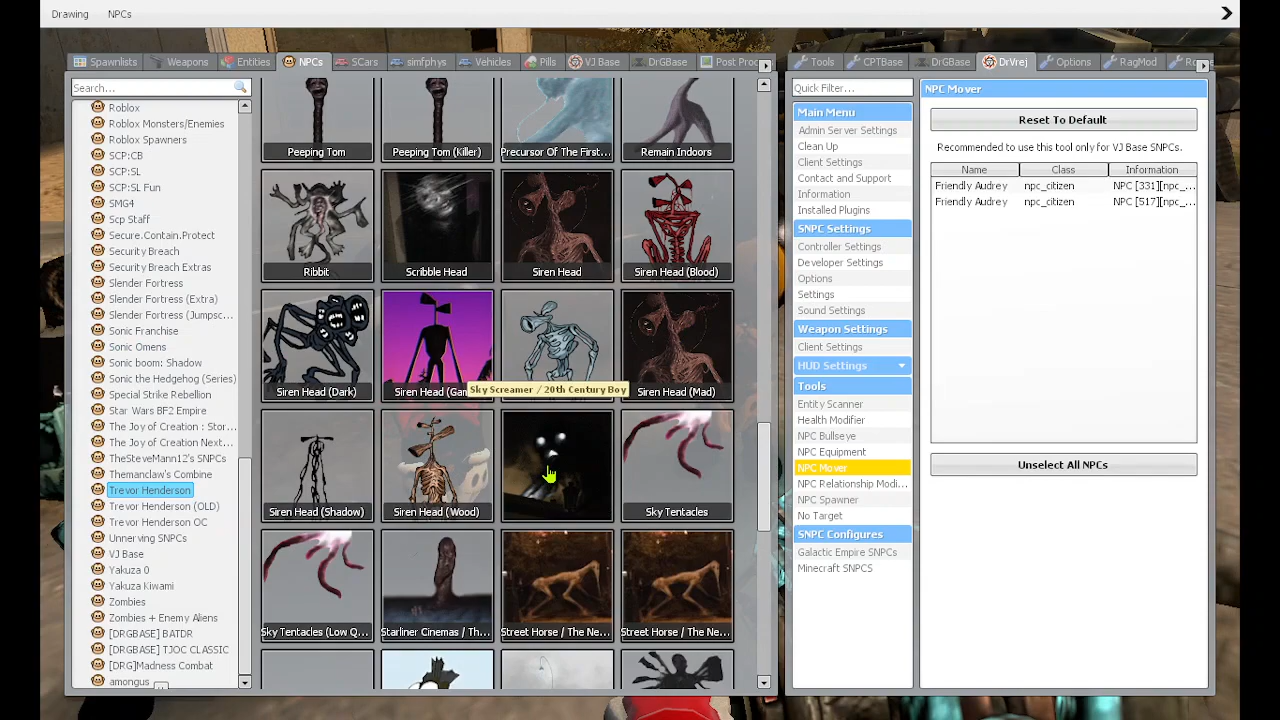 Drawing NPCs
Spawnlists Weapons Entities NPCs SCars simfphys Vehicles Pills VJ Base DrGBase Post Proc
Tools CPTBase DrGBase DrVrej Options RagMod
Search...
Roblox
Roblox Monsters/Enemies
Roblox Spawners
SCP:CB
SCP:SL
SCP:SL Fun
SMG4
Scp Staff
Secure.Contain.Protect
Security Breach
Security Breach Extras
Slender Fortress
Slender Fortress (Extra)
Slender Fortress (Jumpsc...
Sonic Franchise
Sonic Omens
Sonic boom: Shadow
Sonic the Hedgehog (Series)
Special Strike Rebellion
Star Wars BF2 Empire
The Joy of Creation : Stor...
The Joy of Creation Next...
TheSteveMann12's SNPCs
Themanclaw's Combine
Trevor Henderson
Trevor Henderson (OLD)
Trevor Henderson OC
Unnerving SNPCs
VJ Base
Yakuza 0
Yakuza Kiwami
Zombies
Zombies + Enemy Aliens
[DRGBASE] BATDR
[DRGBASE] TJOC CLASSIC
[DRG]Madness Combat
amongus
Peeping Tom Peeping Tom (Killer) Precursor Of The First... Remain Indoors
Ribbit Scribble Head Siren Head Siren Head (Blood)
Siren Head (Dark) Siren Head (Gam Siren Head (Mad)
Sky Screamer / 20th Century Boy
Siren Head (Shadow) Siren Head (Wood) Sky Tentacles
Sky Tentacles (Low Q... Starliner Cinemas / Th... Street Horse / The Ne... Street Horse / The Ne...
Quick Filter...
Main Menu
Admin Server Settings
Clean Up
Client Settings
Contact and Support
Information
Installed Plugins
SNPC Settings
Controller Settings
Developer Settings
Options
Settings
Sound Settings
Weapon Settings
Client Settings
HUD Settings
Tools
Entity Scanner
Health Modifier
NPC Bullseye
NPC Equipment
NPC Mover
NPC Relationship Modi...
NPC Spawner
No Target
SNPC Configures
Galactic Empire SNPCs
Minecraft SNPCS
NPC Mover
Reset To Default
Recommended to use this tool only for VJ Base SNPCs.
Name Class Information
Friendly Audrey npc_citizen NPC [331][npc_...
Friendly Audrey npc_citizen NPC [517][npc_...
Unselect All NPCs